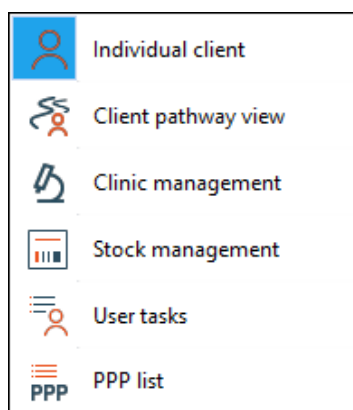 Individual client
Client pathway view
Clinic management
Stock management
User tasks
PPP
PPP list